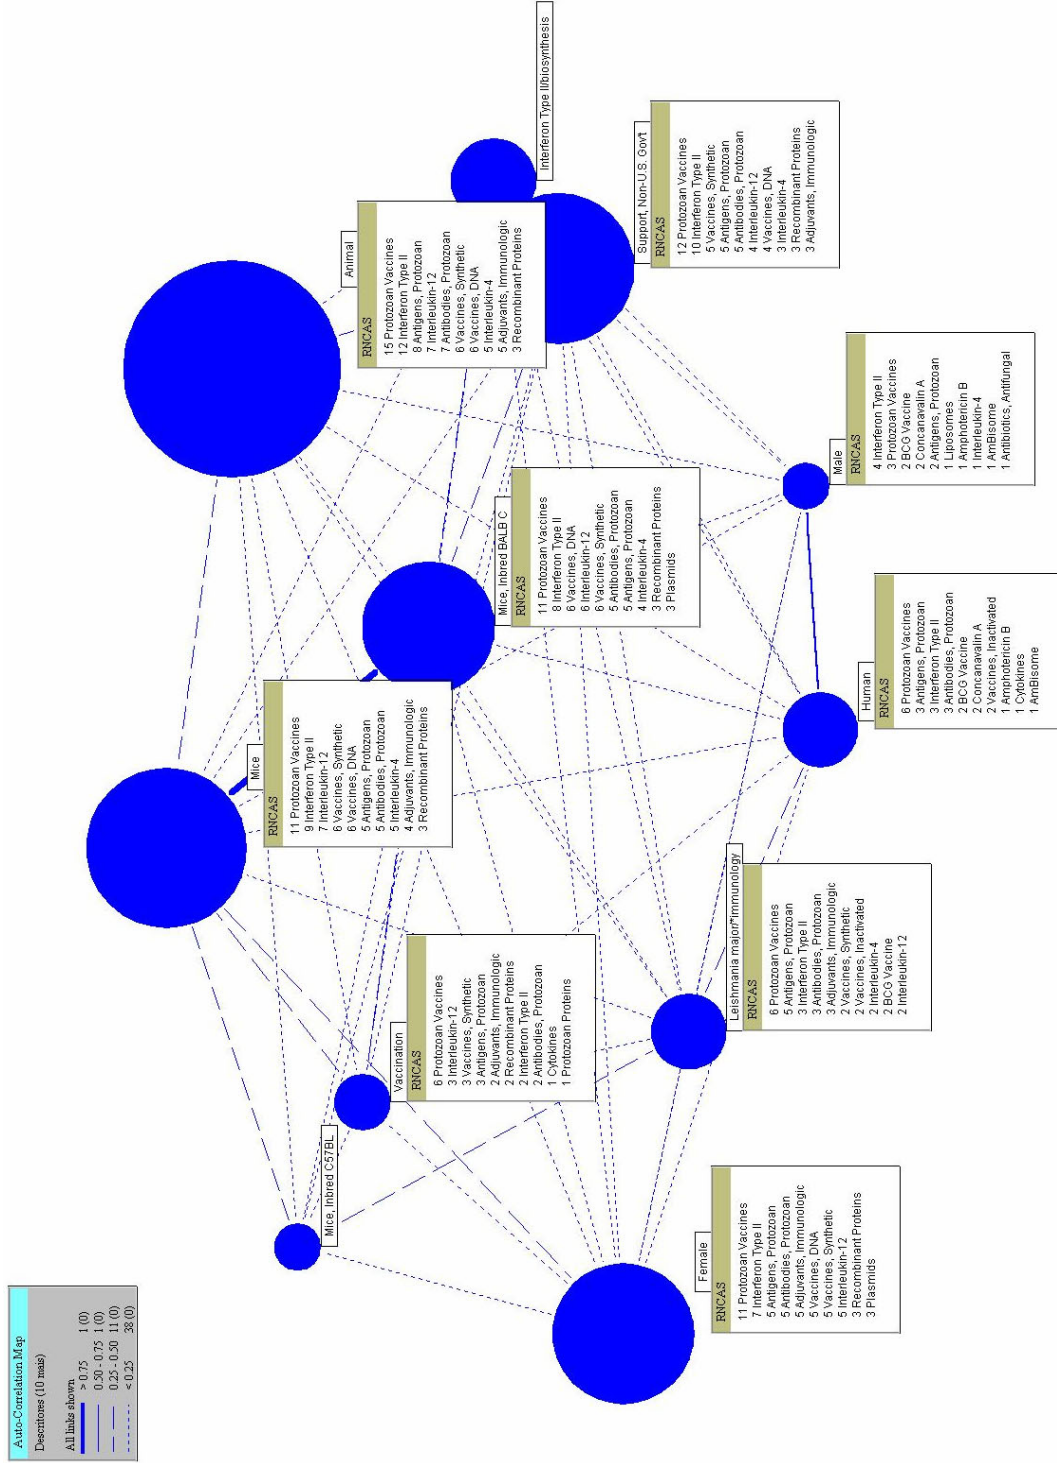 Auto-Correlation Map
Descritores (10 mais)
All links shown
> 0.75 1 (0)
0.50 - 0.75 1 (0)
0.25 - 0.50 11 (0)
< 0.25 38 (0)
Animal
RNCAS
15 Protozoan Vaccines
12 Interferon Type II
8 Antigens, Protozoan
7 Interleukin-12
7 Antibodies, Protozoan
6 Vaccines, Synthetic
6 Vaccines, DNA
5 Interleukin-4
5 Adjuvants, Immunologic
3 Recombinant Proteins
Interferon Type II/biosynthesis
Support, Non-U.S. Gov't
RNCAS
12 Protozoan Vaccines
10 Interferon Type II
5 Vaccines, Synthetic
5 Antigens, Protozoan
5 Antibodies, Protozoan
4 Interleukin-12
4 Vaccines, DNA
3 Interleukin-4
3 Recombinant Proteins
3 Adjuvants, Immunologic
Mice
RNCAS
11 Protozoan Vaccines
9 Interferon Type II
7 Interleukin-12
6 Vaccines, Synthetic
6 Vaccines, DNA
5 Antigens, Protozoan
5 Antibodies, Protozoan
5 Interleukin-4
4 Adjuvants, Immunologic
3 Recombinant Proteins
Mice, Inbred BALB C
RNCAS
11 Protozoan Vaccines
8 Interferon Type II
6 Vaccines, DNA
6 Interleukin-12
6 Vaccines, Synthetic
5 Antibodies, Protozoan
5 Antigens, Protozoan
4 Interleukin-4
3 Recombinant Proteins
3 Plasmids
Male
RNCAS
4 Interferon Type II
3 Protozoan Vaccines
2 BCG Vaccine
2 Concanavalin A
2 Antigens, Protozoan
1 Liposomes
1 Amphotericin B
1 Interleukin-4
1 AmBisome
1 Antibiotics, Antifungal
Mice, Inbred C57BL
Vaccination
RNCAS
6 Protozoan Vaccines
3 Interleukin-12
3 Vaccines, Synthetic
3 Antigens, Protozoan
2 Adjuvants, Immunologic
2 Recombinant Proteins
2 Interferon Type II
2 Antibodies, Protozoan
1 Cytokines
1 Protozoan Proteins
Leishmania major/*immunology
RNCAS
6 Protozoan Vaccines
5 Antigens, Protozoan
3 Interferon Type II
3 Antibodies, Protozoan
3 Adjuvants, Immunologic
2 Vaccines, Synthetic
2 Vaccines, Inactivated
2 Interleukin-4
2 BCG Vaccine
2 Interleukin-12
Human
RNCAS
6 Protozoan Vaccines
3 Antigens, Protozoan
3 Interferon Type II
3 Antibodies, Protozoan
2 BCG Vaccine
2 Concanavalin A
2 Vaccines, Inactivated
1 Amphotericin B
1 Cytokines
1 AmBisome
Female
RNCAS
11 Protozoan Vaccines
7 Interferon Type II
5 Antigens, Protozoan
5 Antibodies, Protozoan
5 Adjuvants, Immunologic
5 Vaccines, DNA
5 Vaccines, Synthetic
5 Interleukin-12
3 Recombinant Proteins
3 Plasmids